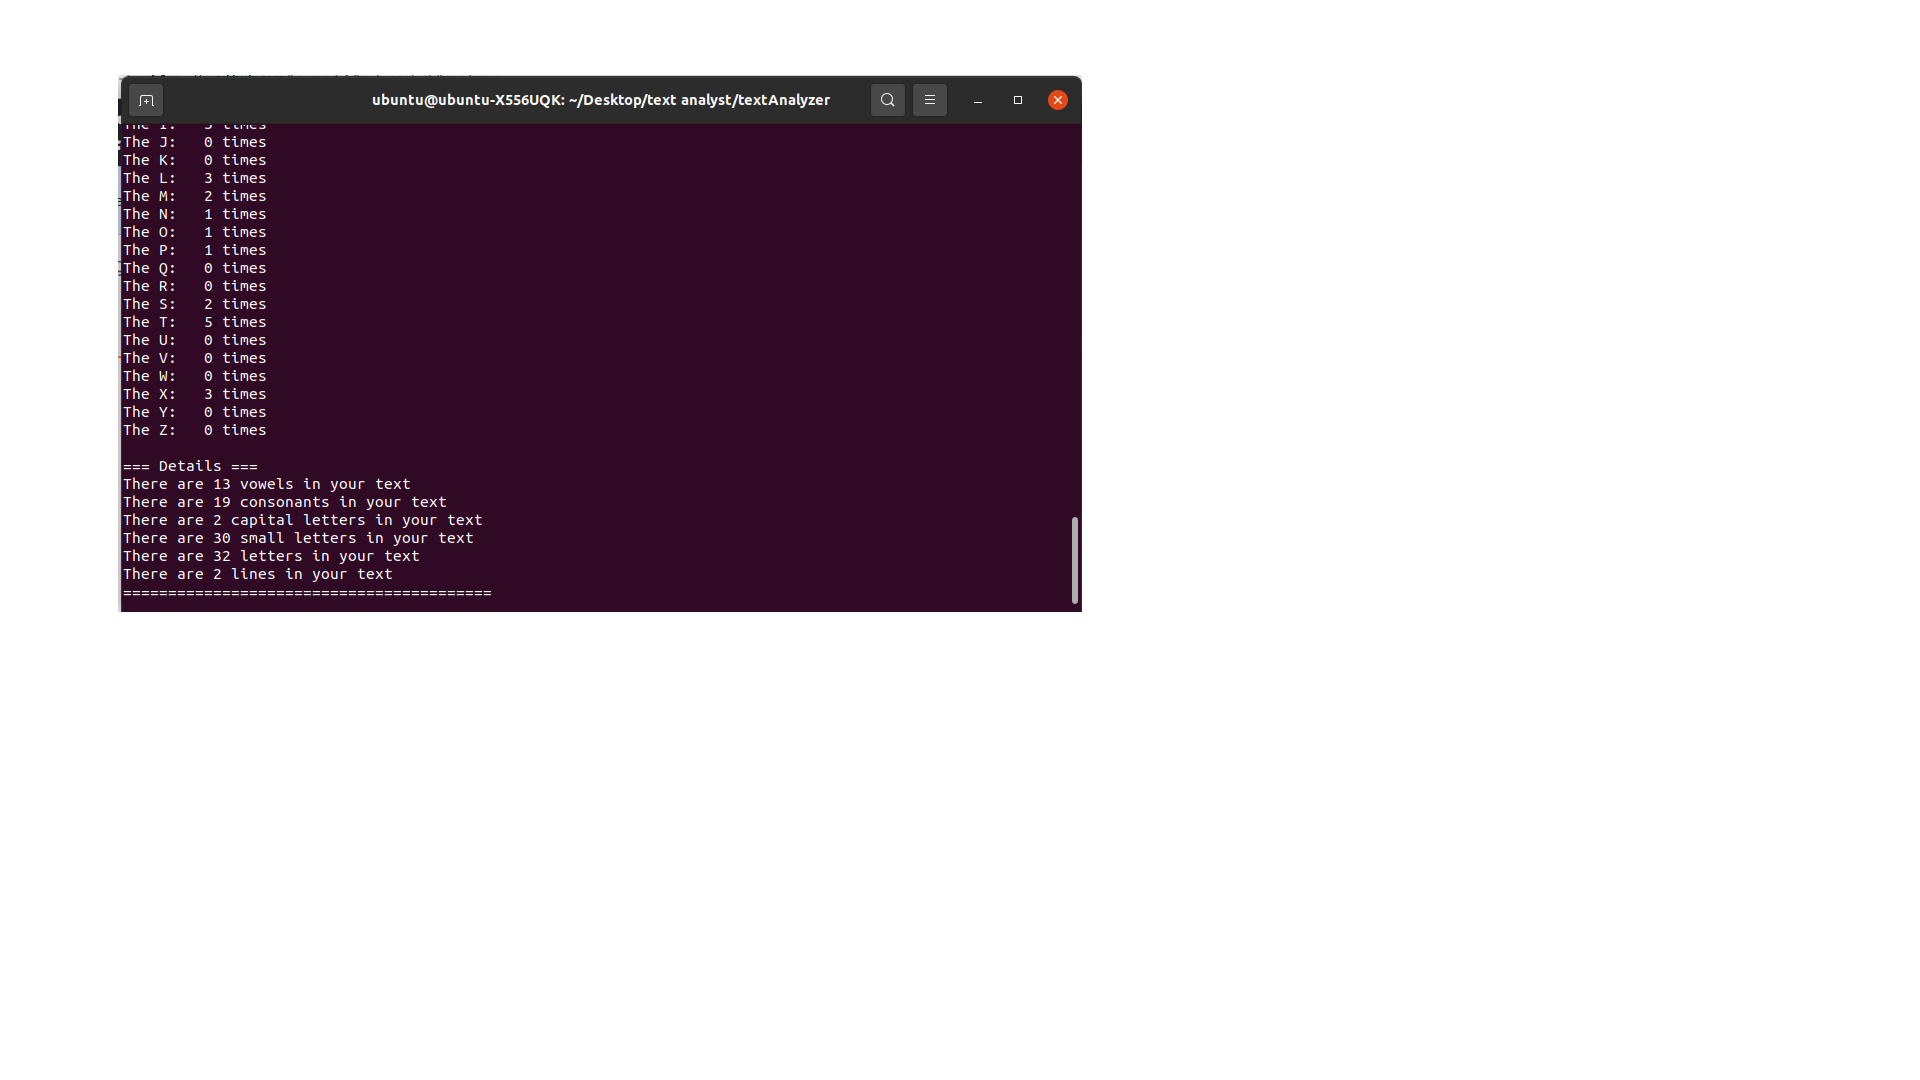 ubuntu@ubuntu-X556UQK: ~/Desktop/text analyst/textAnalyzer
The I:   3 times
The J:   0 times
The K:   0 times
The L:   3 times
The M:   2 times
The N:   1 times
The O:   1 times
The P:   1 times
The Q:   0 times
The R:   0 times
The S:   2 times
The T:   5 times
The U:   0 times
The V:   0 times
The W:   0 times
The X:   3 times
The Y:   0 times
The Z:   0 times
=== Details ===
There are 13 vowels in your text
There are 19 consonants in your text
There are 2 capital letters in your text
There are 30 small letters in your text
There are 32 letters in your text
There are 2 lines in your text
=========================================